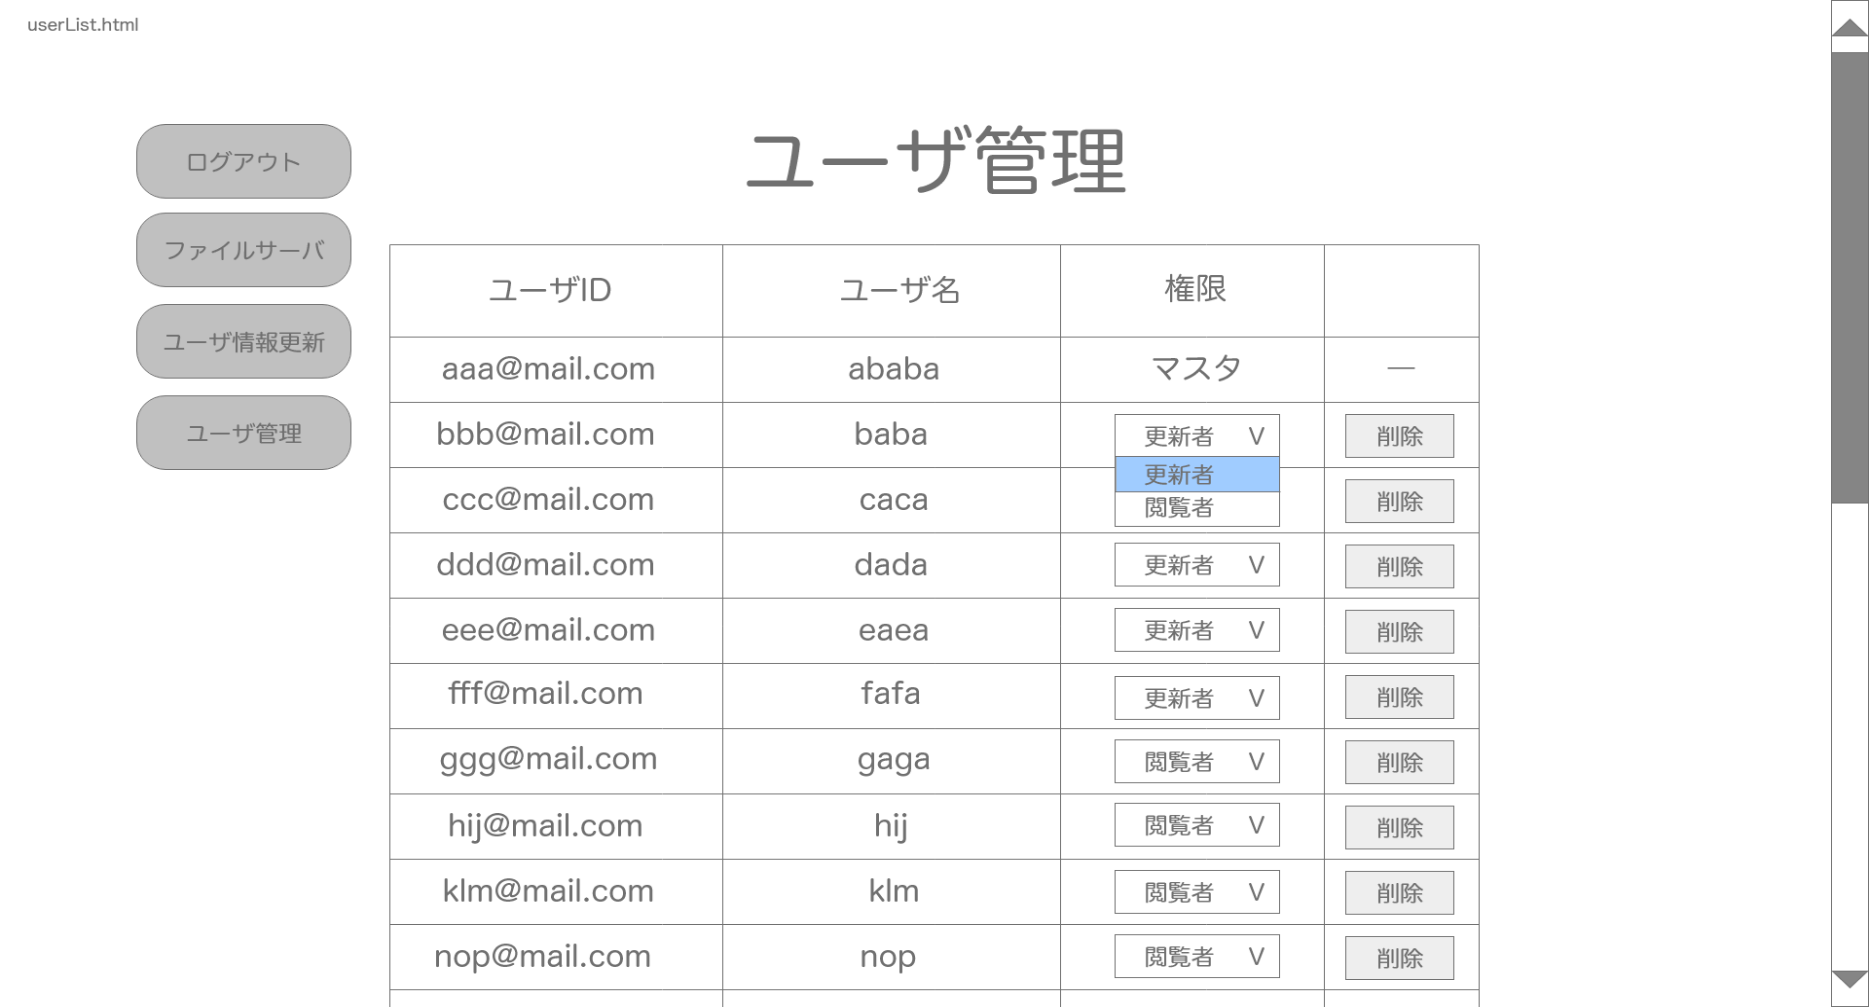 userList.html
ログアウト
ファイルサーバ
ユーザ情報更新
ユーザ管理
ユーザ管理
ユーザID ユーザ名 権限
aaa@mail.com ababa マスタ —
bbb@mail.com baba 更新者 V 削除
更新者
ccc@mail.com caca 閲覧者 削除
ddd@mail.com dada 更新者 V 削除
eee@mail.com eaea 更新者 V 削除
fff@mail.com fafa 更新者 V 削除
ggg@mail.com gaga 閲覧者 V 削除
hij@mail.com hij 閲覧者 V 削除
klm@mail.com klm 閲覧者 V 削除
nop@mail.com nop 閲覧者 V 削除